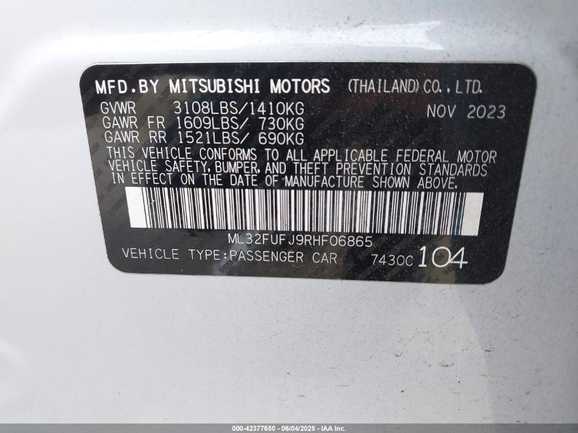 MFD.BY MITSUBISHI MOTORS (THAILAND) CO., LTD.
GVWR 3108LBS/1410KG NOV 2023
GAWR FR 1609LBS/ 730KG
GAWR RR 1521LBS/ 690KG
THIS VEHICLE CONFORMS TO ALL APPLICABLE FEDERAL MOTOR
VEHICLE SAFETY, BUMPER, AND THEFT PREVENTION STANDARDS
IN EFFECT ON THE DATE OF MANUFACTURE SHOWN ABOVE.
ML32FUFJ9RHF06865
VEHICLE TYPE:PASSENGER CAR 7430C 104
000-42377650 - 06/04/2025 - IAA Inc.